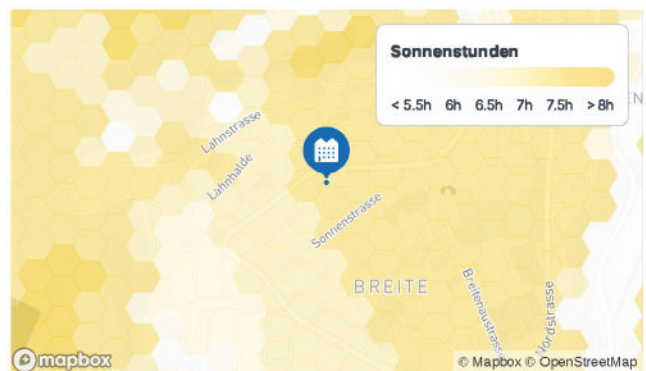 Sonnenstunden
< 5.5h 6h 6.5h 7h 7.5h > 8h
EN
Lahnstrasse
Lahnhalde
Sonnenstrasse
BREITE
Breitenaustrasse
Nordstrasse
mapbox
© Mapbox © OpenStreetMap